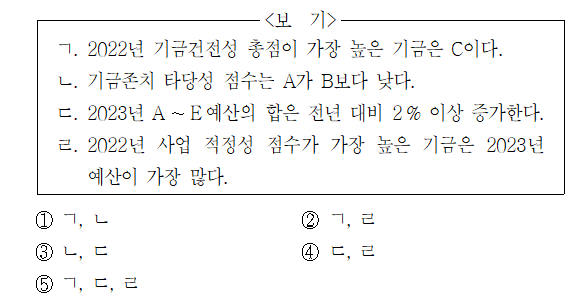 <보 기>
ㄱ. 2022년 기금건전성 총점이 가장 높은 기금은 C이다.
ㄴ. 기금존치 타당성 점수는 A가 B보다 낮다.
ㄷ. 2023년 A ~ E예산의 합은 전년 대비 2 % 이상 증가한다.
ㄹ. 2022년 사업 적정성 점수가 가장 높은 기금은 2023년
예산이 가장 많다.
① ㄱ, ㄴ ② ㄱ, ㄹ
③ ㄴ, ㄷ ④ ㄷ, ㄹ
⑤ ㄱ, ㄷ, ㄹ